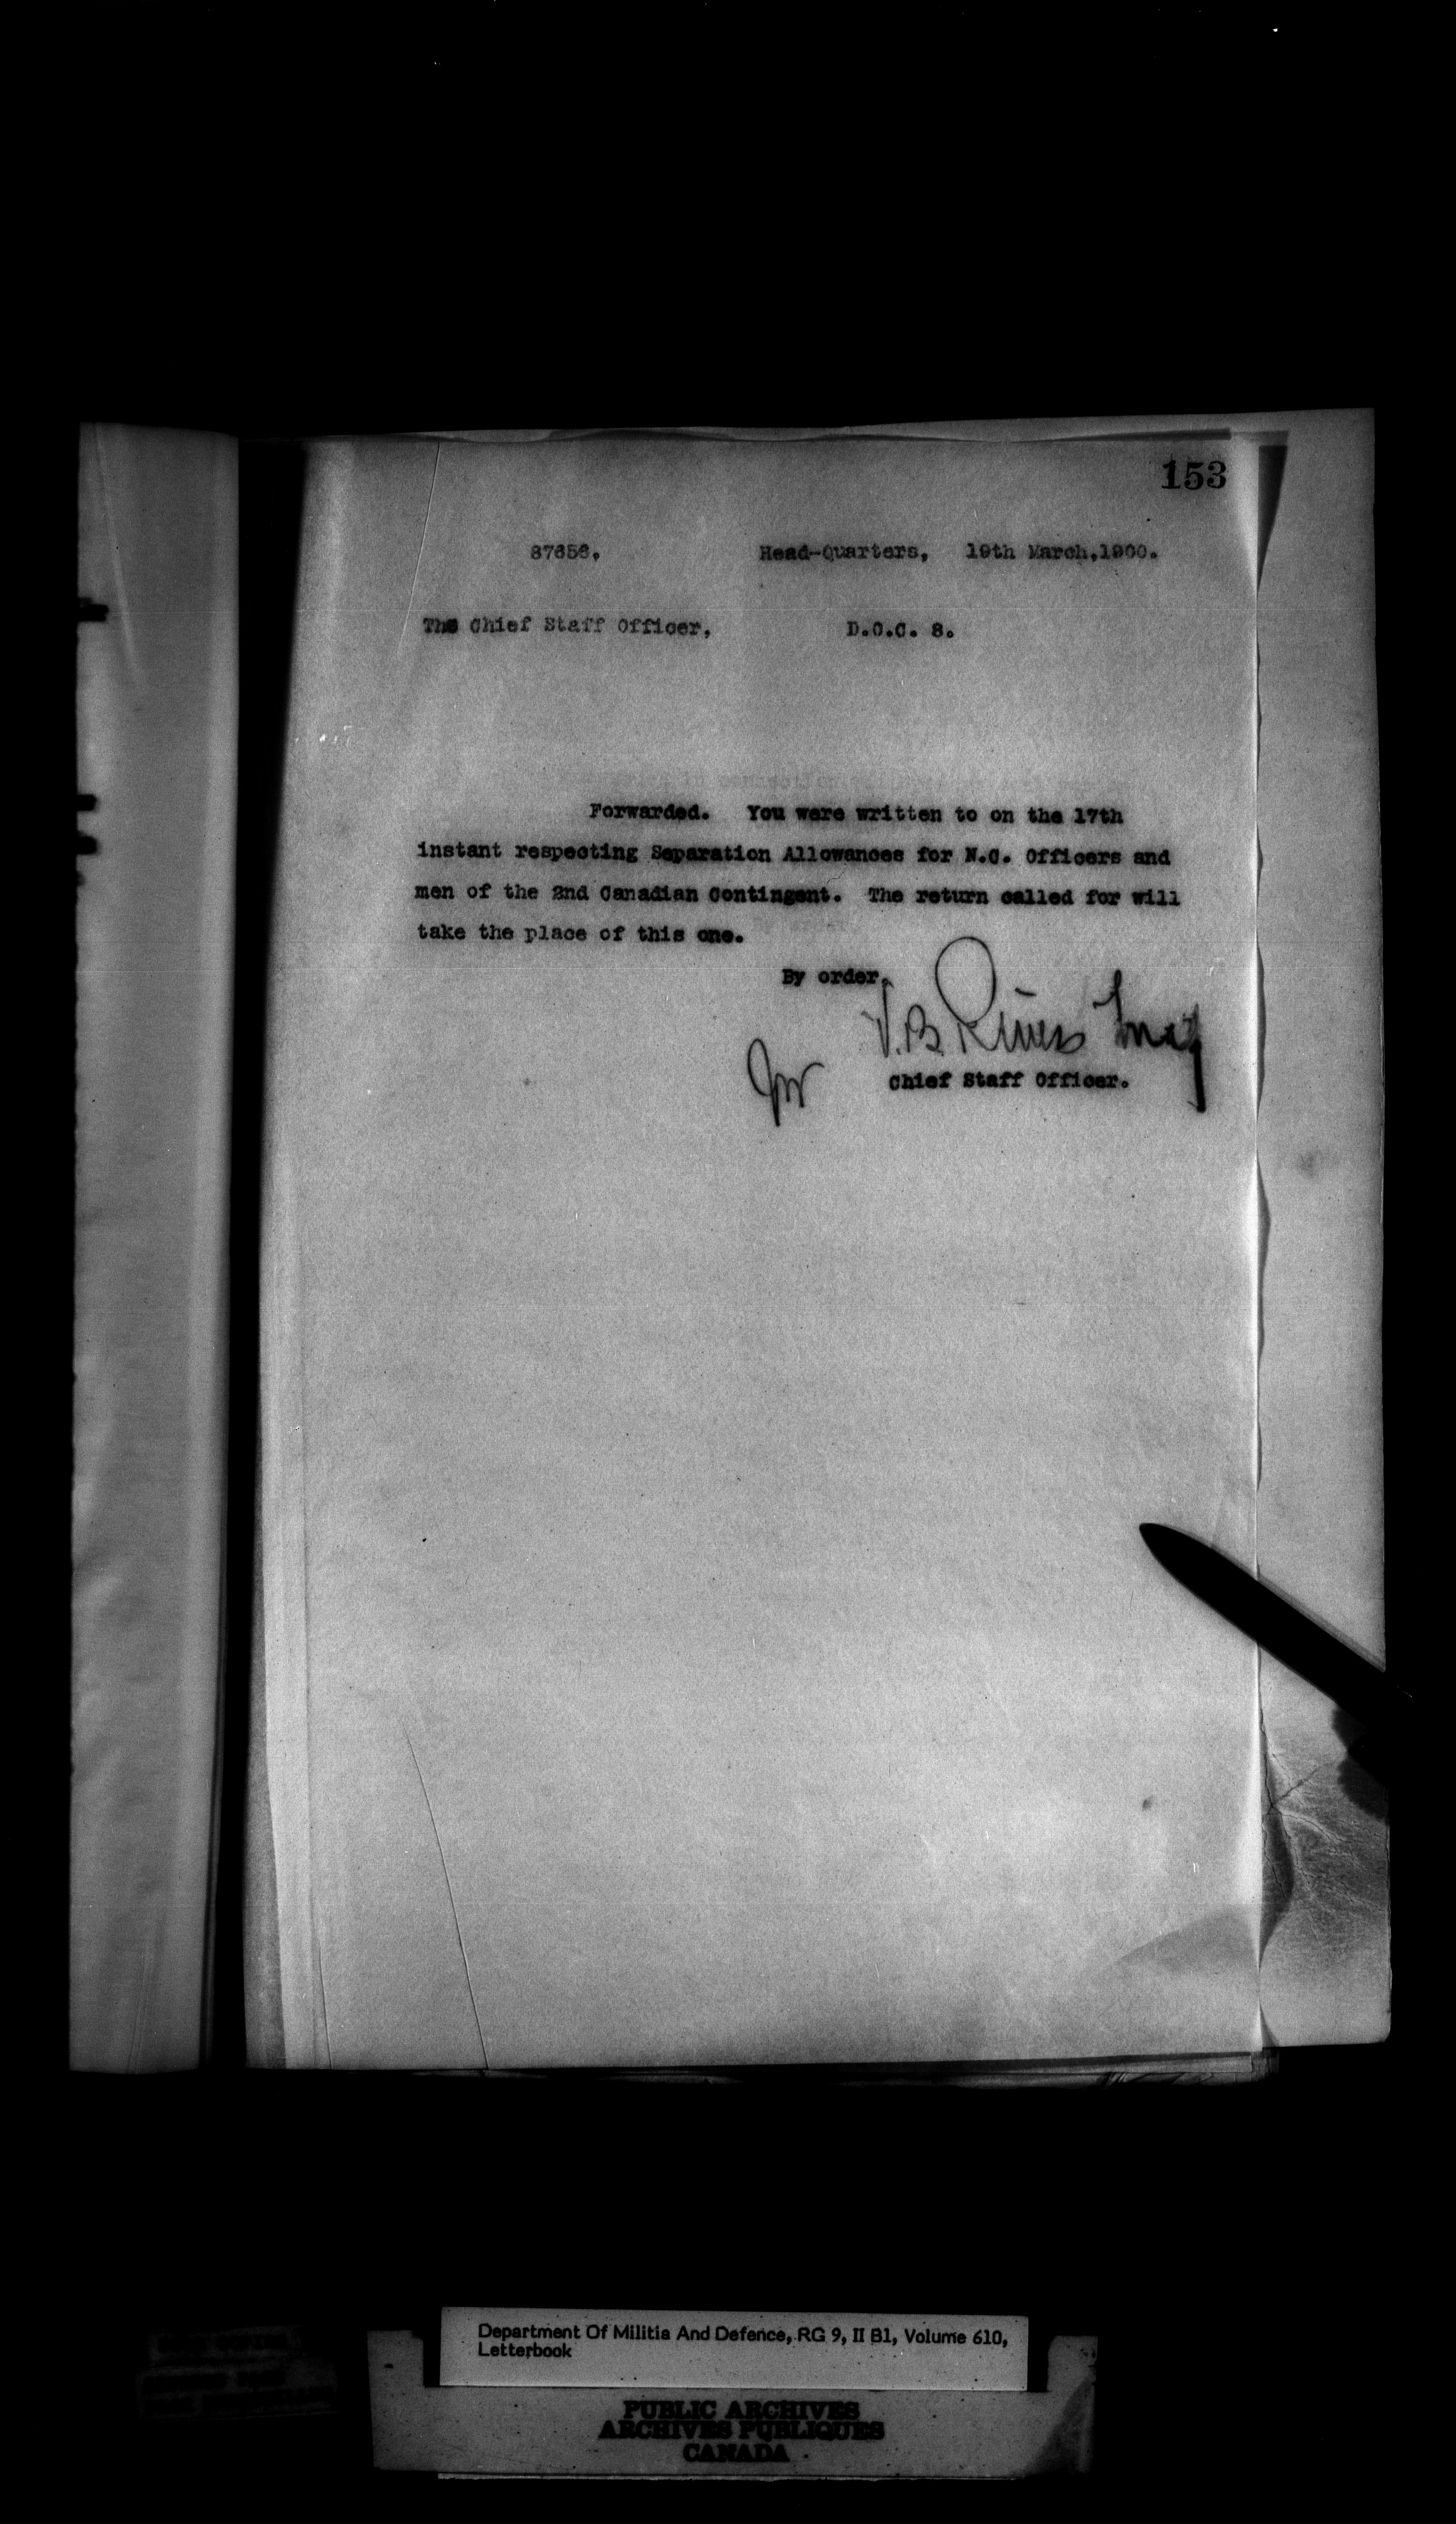 153
87656. Head-Quarters, 19th March, 1900.
The Chief Staff Officer, D.O.C. 8.
Forwarded. You were written to on the 17th
instant respecting Separation Allowances for N.C. Officers and
men of the 2nd Canadian Contingent. The return called for will
take the place of this one.
By order,
V.B. Rivers Maj
for Chief Staff Officer.
Department Of Militia And Defence, RG 9, II B1, Volume 610,
Letterbook
PUBLIC ARCHIVES
ARCHIVES PUBLIQUES
CANADA